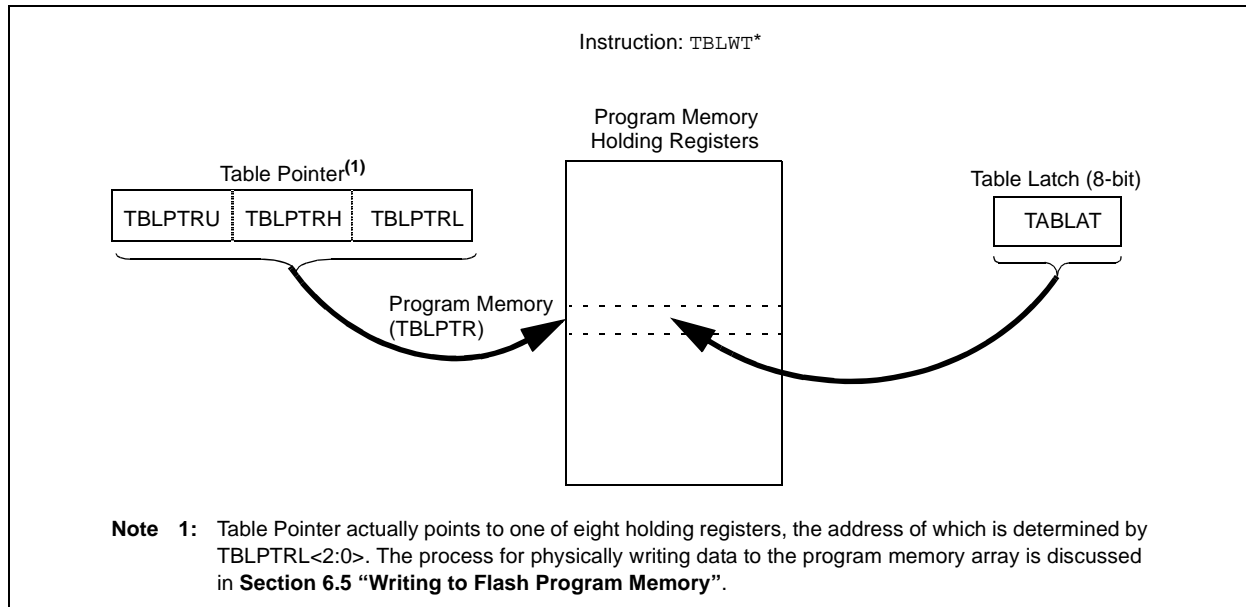 Instruction: TBLWT*
Program Memory
Holding Registers
Table Pointer(1)
Table Latch (8-bit)
TBLPTRU TBLPTRH TBLPTRL
TABLAT
Program Memory
(TBLPTR)
Note 1: Table Pointer actually points to one of eight holding registers, the address of which is determined by
TBLPTRL<2:0>. The process for physically writing data to the program memory array is discussed
in Section 6.5 “Writing to Flash Program Memory”.